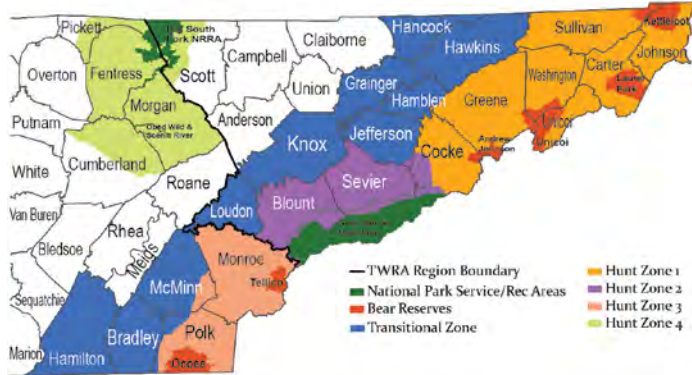 Pickett
Big South
Fork NRRA
Hancock
Sullivan
Kettlefoot
Claiborne
Campbell
Hawkins
Johnson
Scott
Fentress
Overton
Union
Grainger
Washington
Carter
Laurel
Fork
Morgan
Hamblen
Greene
Anderson
Putnam
Obed Wild &
Scenic River
Unicoi
Unicoi
Knox
Jefferson
Andrew
Johnson
Cumberland
Cocke
White
Roane
Sevier
Loudon
Blount
Van Buren
Rhea
Meigs
Bledsoe
Monroe
TWRA Region Boundary
Hunt Zone 1
McMinn
Tellico
National Park Service/Rec Areas
Hunt Zone 2
Sequatchie
Bear Reserves
Hunt Zone 3
Polk
Bradley
Transitional Zone
Hunt Zone 4
Marion
Hamilton
Ocoee